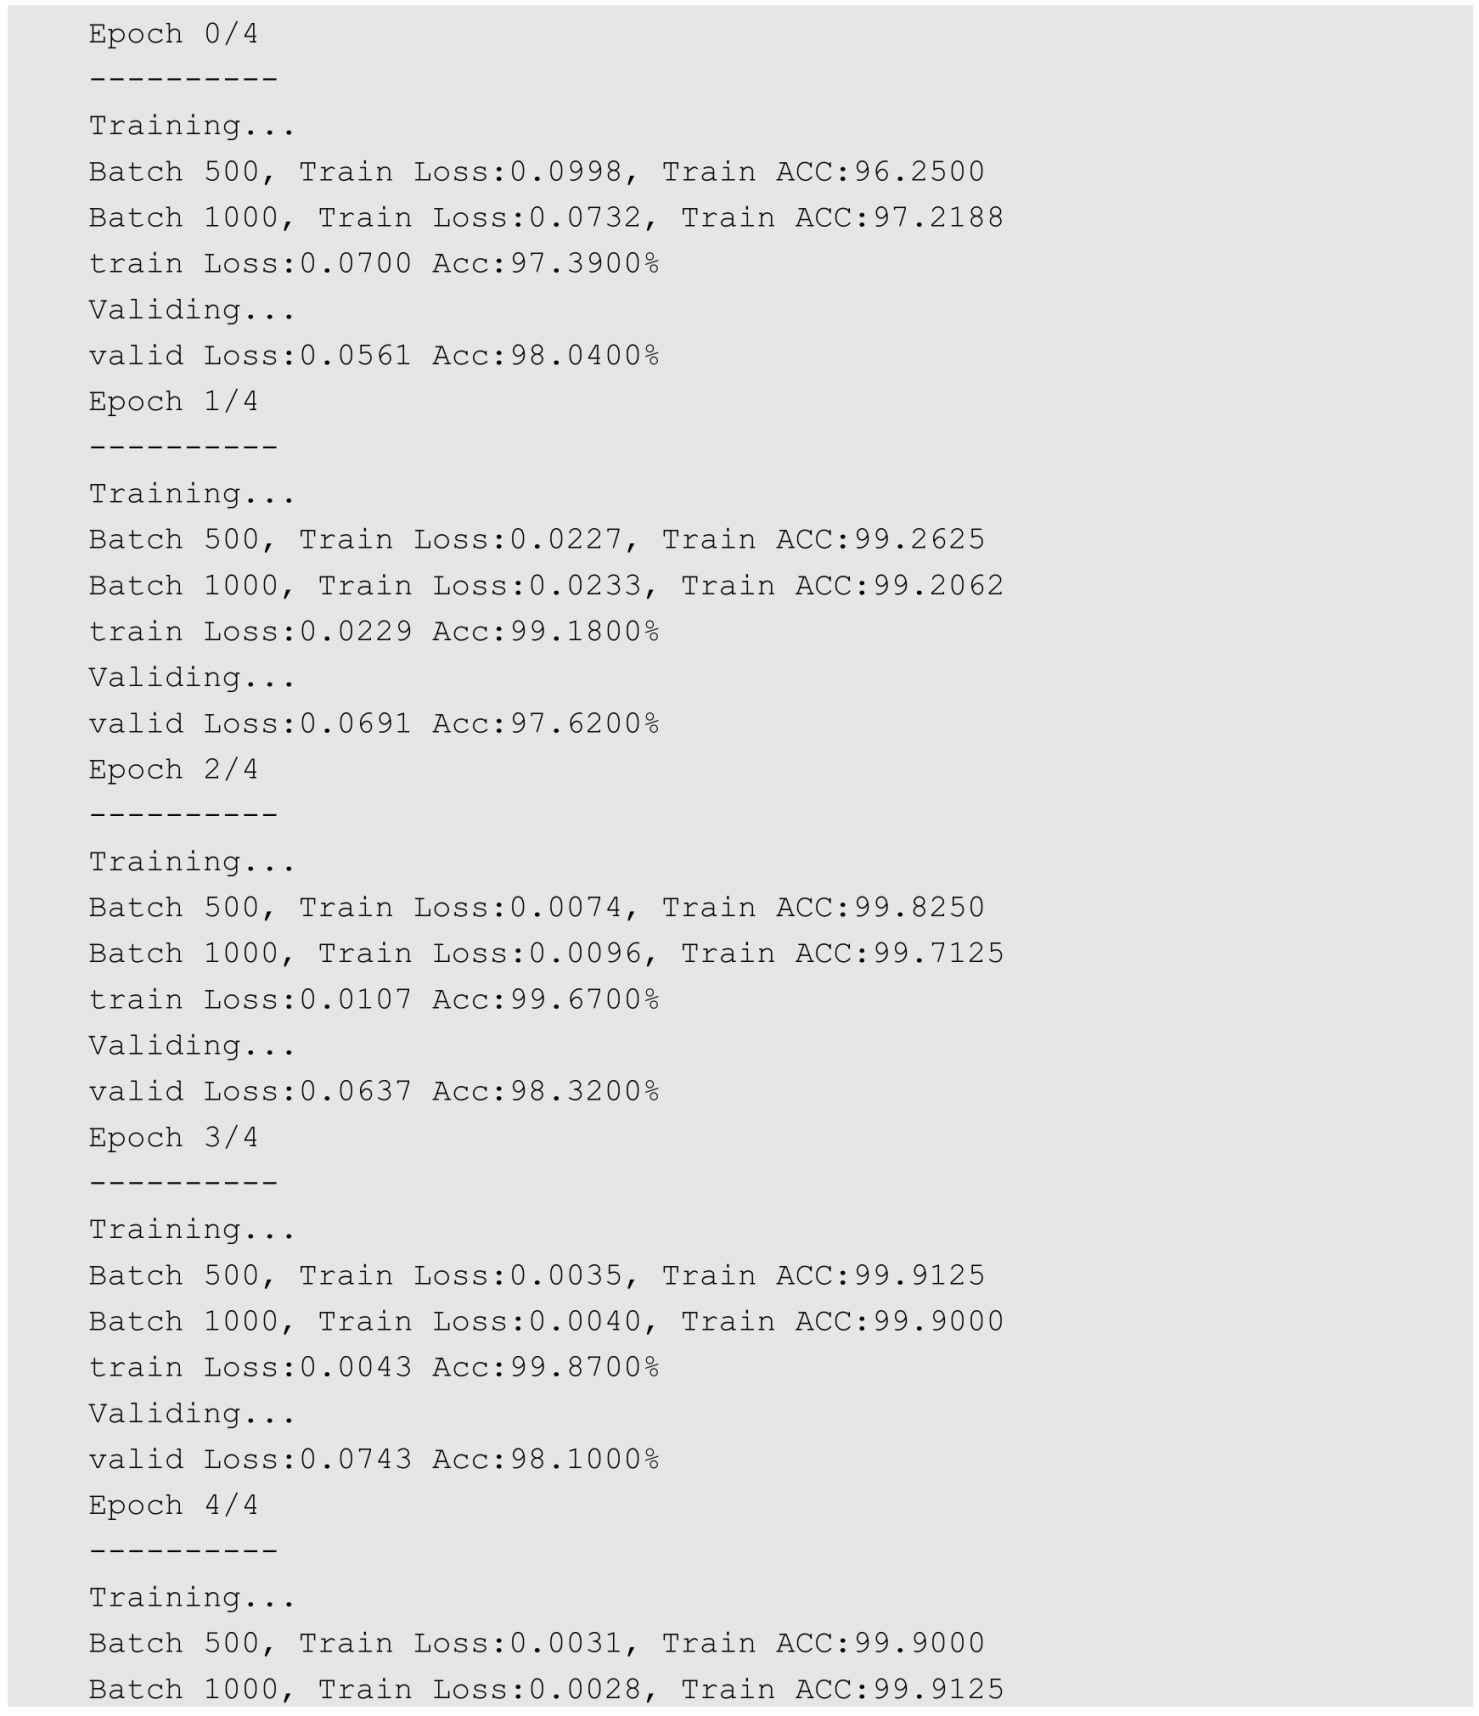 Epoch 0/4
----------
Training...
Batch 500, Train Loss:0.0998, Train ACC:96.2500
Batch 1000, Train Loss:0.0732, Train ACC:97.2188
train Loss:0.0700 Acc:97.3900%
Validing...
valid Loss:0.0561 Acc:98.0400%
Epoch 1/4
----------
Training...
Batch 500, Train Loss:0.0227, Train ACC:99.2625
Batch 1000, Train Loss:0.0233, Train ACC:99.2062
train Loss:0.0229 Acc:99.1800%
Validing...
valid Loss:0.0691 Acc:97.6200%
Epoch 2/4
----------
Training...
Batch 500, Train Loss:0.0074, Train ACC:99.8250
Batch 1000, Train Loss:0.0096, Train ACC:99.7125
train Loss:0.0107 Acc:99.6700%
Validing...
valid Loss:0.0637 Acc:98.3200%
Epoch 3/4
----------
Training...
Batch 500, Train Loss:0.0035, Train ACC:99.9125
Batch 1000, Train Loss:0.0040, Train ACC:99.9000
train Loss:0.0043 Acc:99.8700%
Validing...
valid Loss:0.0743 Acc:98.1000%
Epoch 4/4
----------
Training...
Batch 500, Train Loss:0.0031, Train ACC:99.9000
Batch 1000, Train Loss:0.0028, Train ACC:99.9125